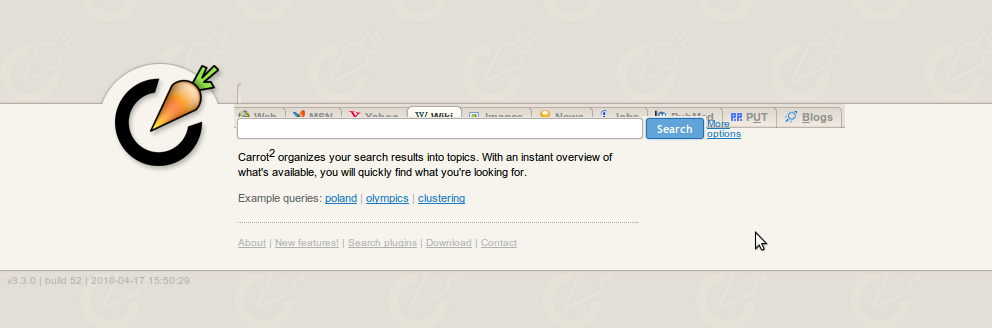 Web MSN Yahoo Wiki Images News Jobs PubMed PUT Blogs
Search More
options
Carrot2 organizes your search results into topics. With an instant overview of
what's available, you will quickly find what you're looking for.
Example queries: poland | olympics | clustering
About | New features! | Search plugins | Download | Contact
v3.3.0 | build 52 | 2010-04-17 15:50:29